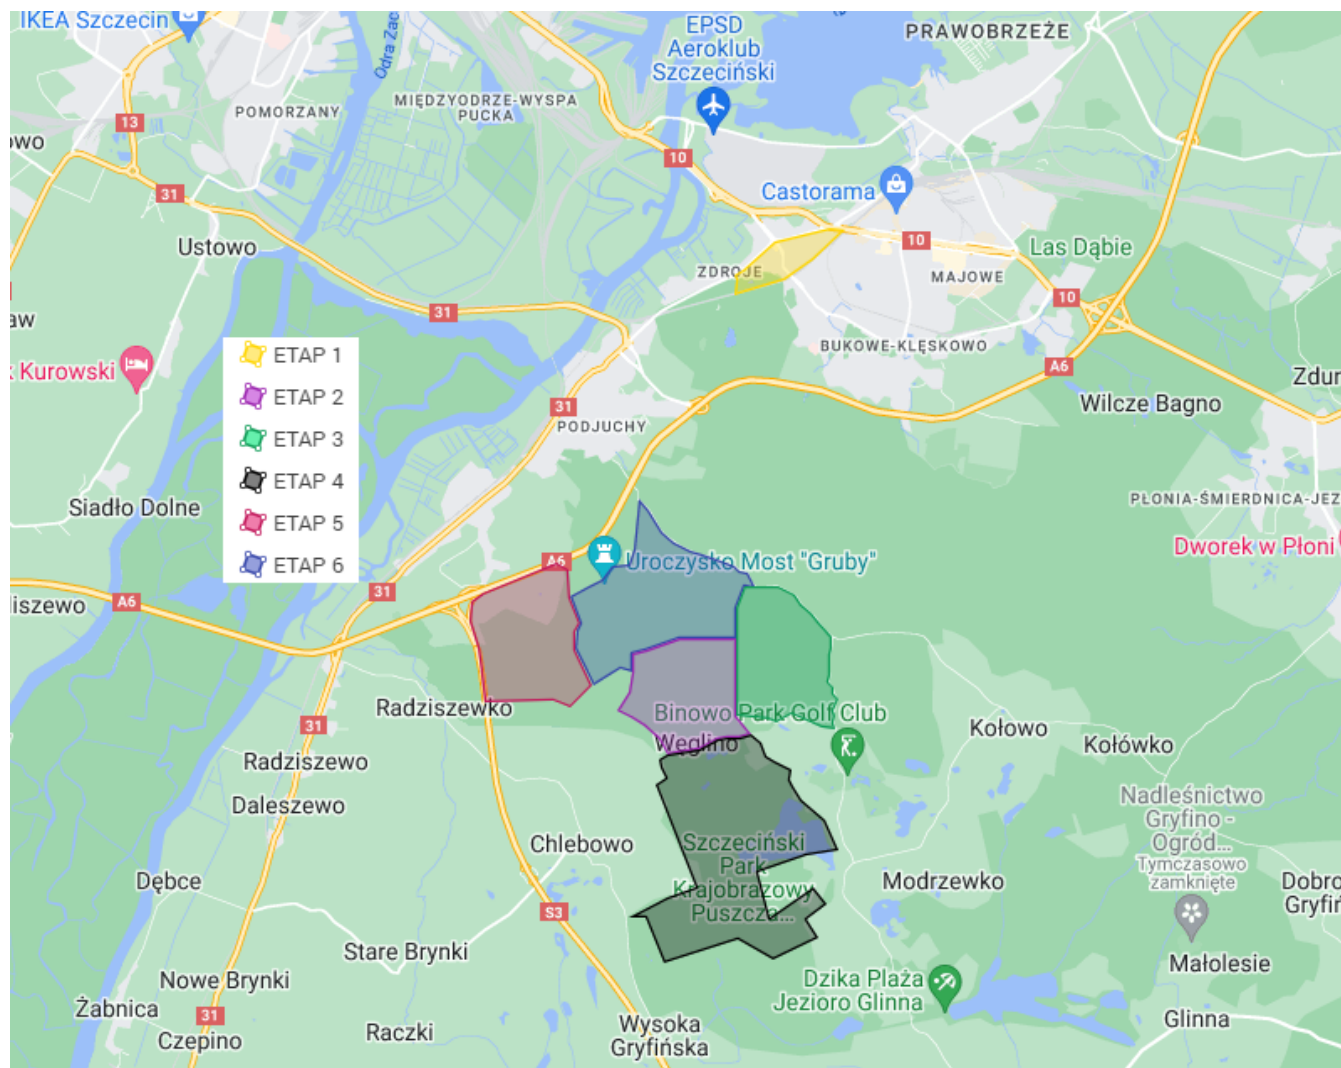 IKEA Szczecin
Odra Zac
EPSD
Aeroklub
Szczeciński
PRAWOBRZEŻE
POMORZANY
MIĘDZYODRZE-WYSPA
PUCKA
13
owo
10
31
Castorama
Ustowo
10
Las Dąbie
ZDROJE
MAJOWE
10
31
aw
BUKOWE-KLĘSKOWO
k Kurowski
A6
Zdun
ETAP 1
ETAP 2
ETAP 3
ETAP 4
ETAP 5
ETAP 6
31
PODJUCHY
Wilcze Bagno
Siadło Dolne
PŁONIA-ŚMIERDNICA-JEZ
Dworek w Płoni
A6
Uroczysko Most "Gruby"
31
A6
iszewo
Radziszewko
Binowo Park Golf Club
31
Węglino
Kołowo
Kołówko
Radziszewo
Daleszewo
Nadleśnictwo
Gryfino -
Ogród...
Tymczasowo
zamknięte
Chlebowo
Szczeciński
Park
Krajobrazowy
Puszcza...
Dębce
Modrzewko
Dobro
Gryfiń
S3
Stare Brynki
Nowe Brynki
Dzika Plaża
Jezioro Glinna
Małolesie
Żabnica
31
Czepino
Raczki
Wysoka
Gryfińska
Glinna